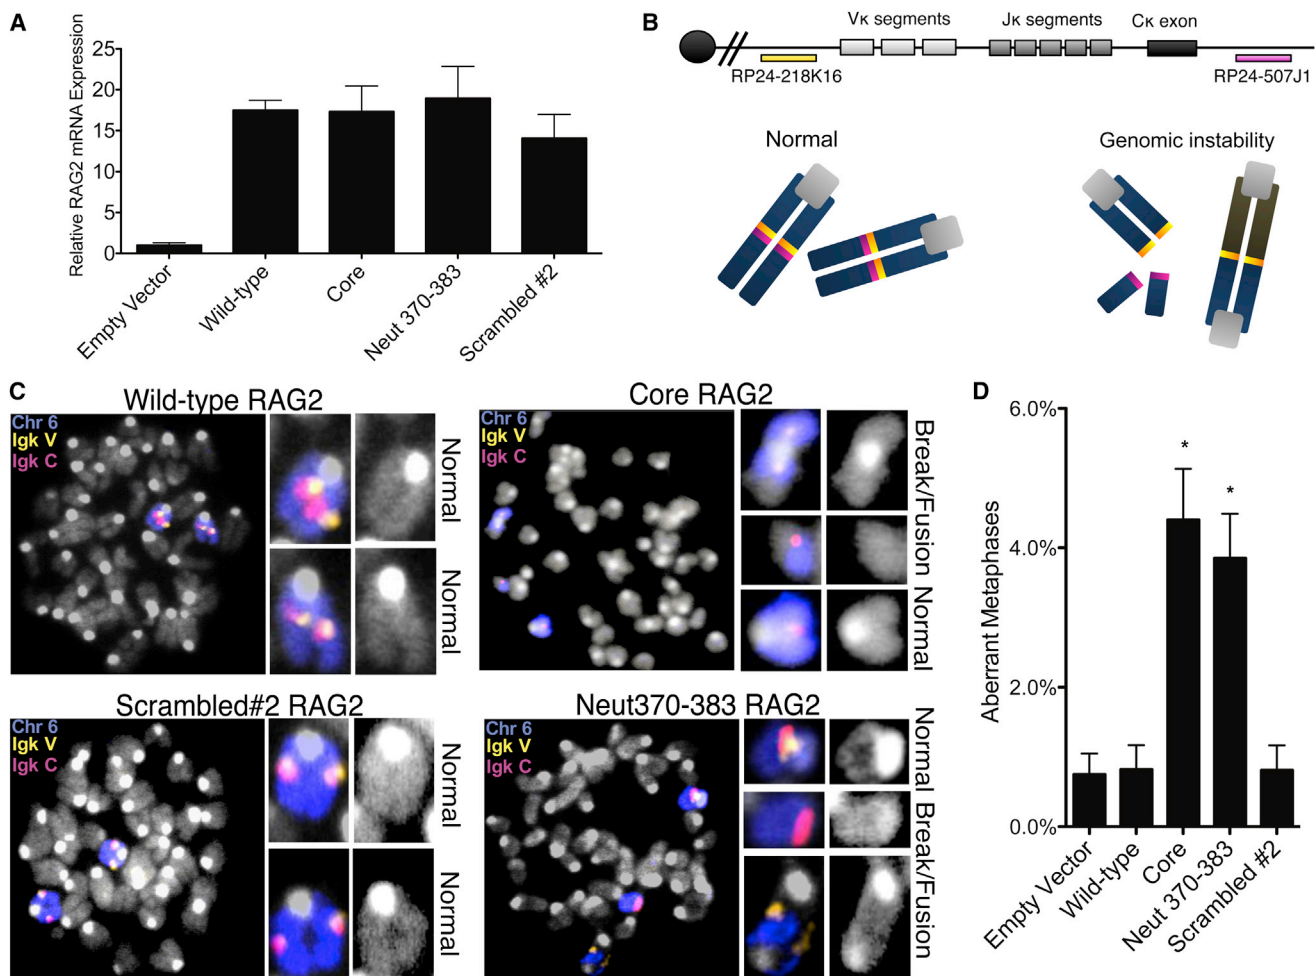 A
Relative RAG2 mRNA Expression
25
20
15
10
5
0
Empty Vector
Wild-type
Core
Neut 370-383
Scrambled #2
B
Vκ segments
Jκ segments
Cκ exon
RP24-218K16
RP24-507J1
Normal
Genomic instability
C
Wild-type RAG2
Chr 6
Igk V
Igk C
Normal
Normal
Core RAG2
Chr 6
Igk V
Igk C
Break/Fusion
Normal
Scrambled#2 RAG2
Chr 6
Igk V
Igk C
Normal
Normal
Neut370-383 RAG2
Chr 6
Igk V
Igk C
Normal
Break/Fusion
D
Aberrant Metaphases
6.0%
4.0%
2.0%
0.0%
*
*
Empty Vector
Wild-type
Core
Neut 370-383
Scrambled #2